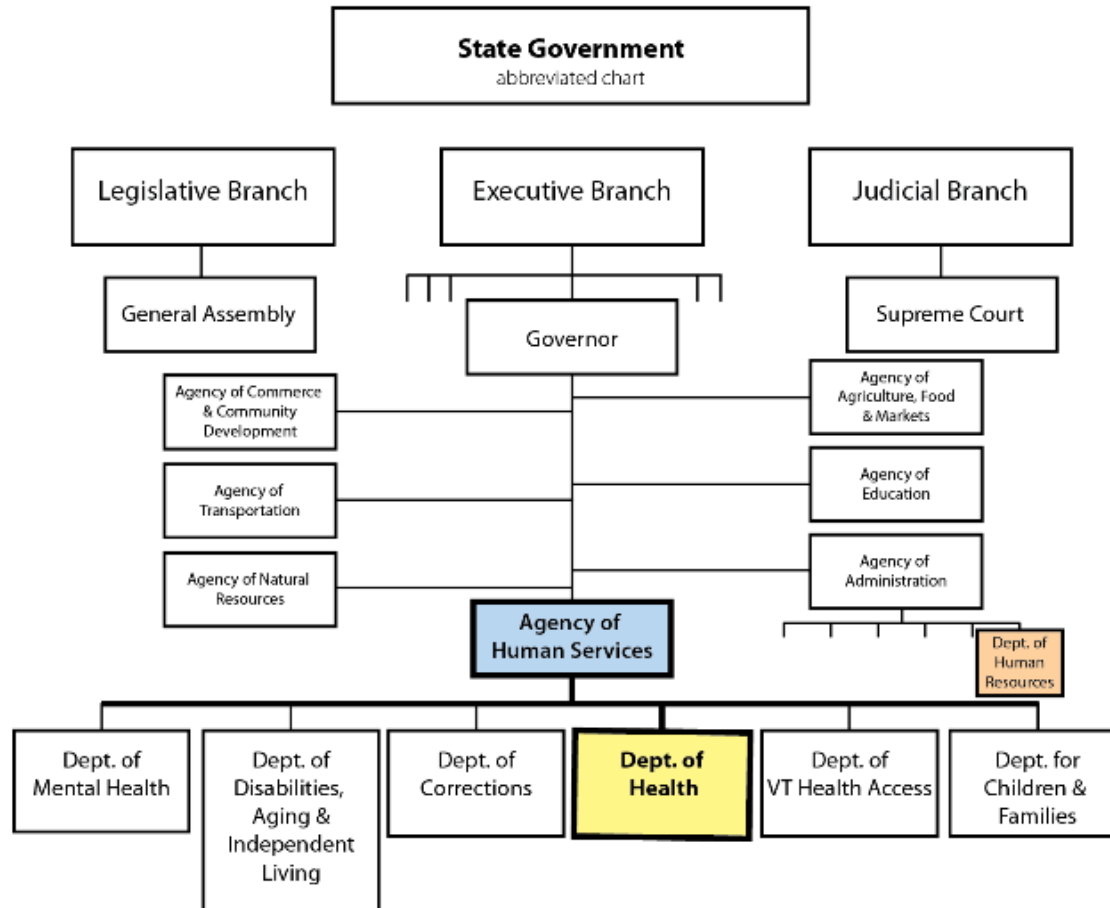 State Government
abbreviated chart
Legislative Branch
Executive Branch
Judicial Branch
General Assembly
Governor
Supreme Court
Agency of Commerce
& Community
Development
Agency of
Agriculture, Food
& Markets
Agency of
Transportation
Agency of
Education
Agency of Natural
Resources
Agency of
Administration
Agency of
Human Services
Dept. of
Human
Resources
Dept. of
Mental Health
Dept. of
Disabilities,
Aging &
Independent
Living
Dept. of
Corrections
Dept. of
Health
Dept. of
VT Health Access
Dept. for
Children &
Families